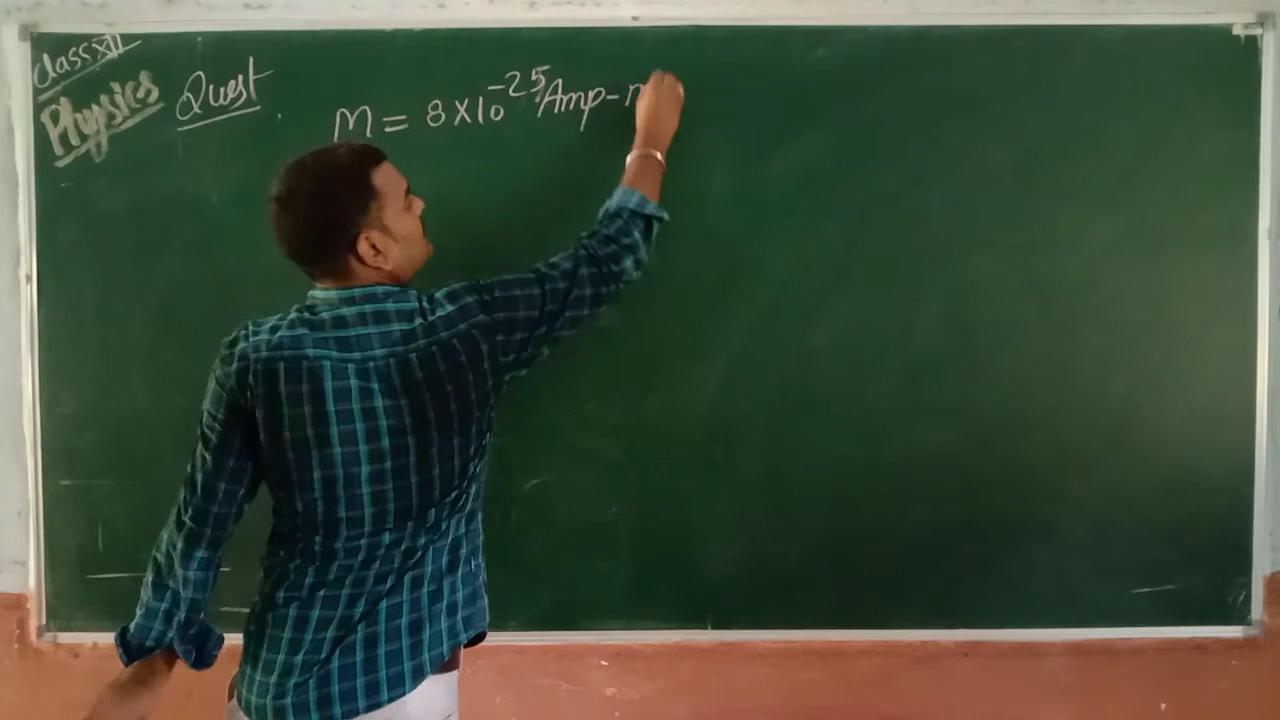 Class XII
Physics
Quest
M = 8×10⁻²⁵ Amp-